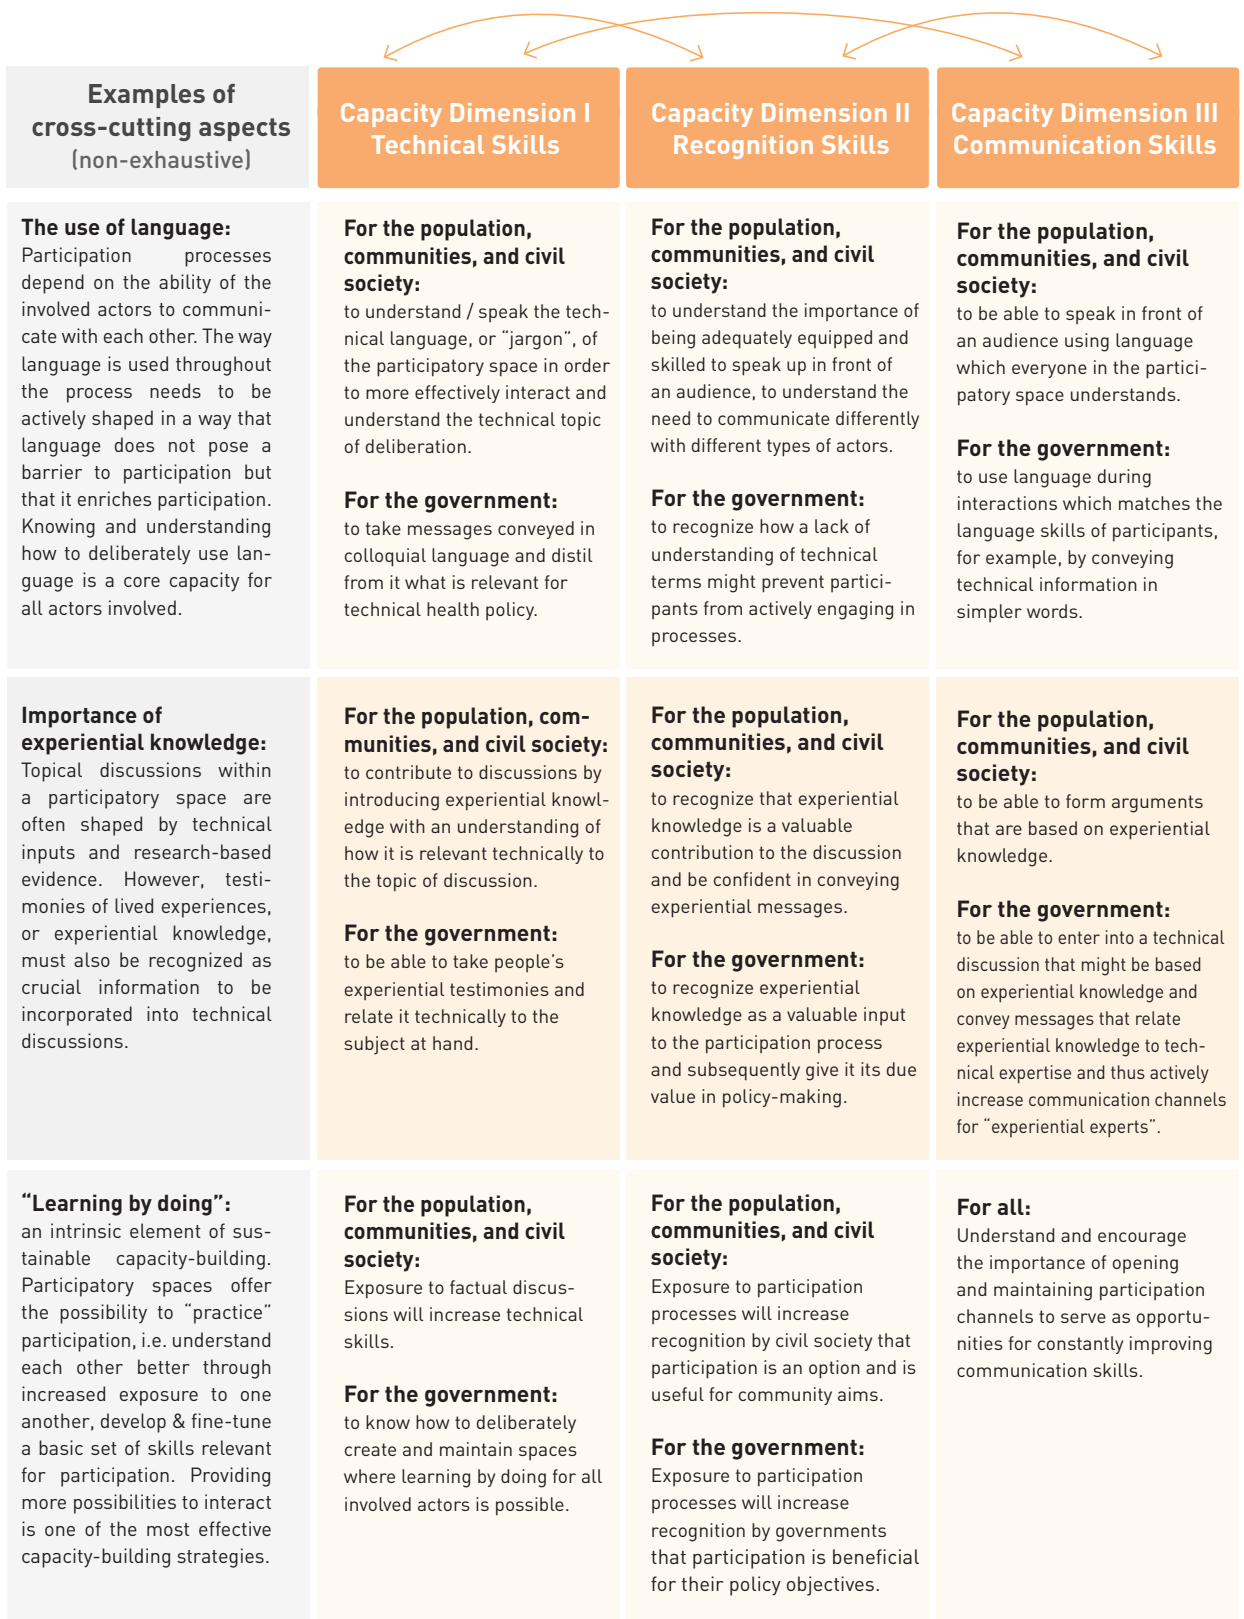 Examples of
cross-cutting aspects
(non-exhaustive)
Capacity Dimension I
Technical Skills
Capacity Dimension II
Recognition Skills
Capacity Dimension III
Communication Skills
The use of language:
Participation processes
depend on the ability of the
involved actors to communi-
cate with each other. The way
language is used throughout
the process needs to be
actively shaped in a way that
language does not pose a
barrier to participation but
that it enriches participation.
Knowing and understanding
how to deliberately use lan-
guage is a core capacity for
all actors involved.
For the population,
communities, and civil
society:
to understand / speak the tech-
nical language, or “jargon”, of
the participatory space in order
to more effectively interact and
understand the technical topic
of deliberation.
For the government:
to take messages conveyed in
colloquial language and distil
from it what is relevant for
technical health policy.
For the population,
communities, and civil
society:
to understand the importance of
being adequately equipped and
skilled to speak up in front of
an audience, to understand the
need to communicate differently
with different types of actors.
For the government:
to recognize how a lack of
understanding of technical
terms might prevent partici-
pants from actively engaging in
processes.
For the population,
communities, and civil
society:
to be able to speak in front of
an audience using language
which everyone in the partici-
patory space understands.
For the government:
to use language during
interactions which matches the
language skills of participants,
for example, by conveying
technical information in
simpler words.
Importance of
experiential knowledge:
Topical discussions within
a participatory space are
often shaped by technical
inputs and research-based
evidence. However, testi-
monies of lived experiences,
or experiential knowledge,
must also be recognized as
crucial information to be
incorporated into technical
discussions.
For the population, com-
munities, and civil society:
to contribute to discussions by
introducing experiential knowl-
edge with an understanding of
how it is relevant technically to
the topic of discussion.
For the government:
to be able to take people’s
experiential testimonies and
relate it technically to the
subject at hand.
For the population,
communities, and civil
society:
to recognize that experiential
knowledge is a valuable
contribution to the discussion
and be confident in conveying
experiential messages.
For the government:
to recognize experiential
knowledge as a valuable input
to the participation process
and subsequently give it its due
value in policy-making.
For the population,
communities, and civil
society:
to be able to form arguments
that are based on experiential
knowledge.
For the government:
to be able to enter into a technical
discussion that might be based
on experiential knowledge and
convey messages that relate
experiential knowledge to tech-
nical expertise and thus actively
increase communication channels
for “experiential experts”.
“Learning by doing”:
an intrinsic element of sus-
tainable capacity-building.
Participatory spaces offer
the possibility to “practice”
participation, i.e. understand
each other better through
increased exposure to one
another, develop & fine-tune
a basic set of skills relevant
for participation. Providing
more possibilities to interact
is one of the most effective
capacity-building strategies.
For the population,
communities, and civil
society:
Exposure to factual discus-
sions will increase technical
skills.
For the government:
to know how to deliberately
create and maintain spaces
where learning by doing for all
involved actors is possible.
For the population,
communities, and civil
society:
Exposure to participation
processes will increase
recognition by civil society that
participation is an option and is
useful for community aims.
For the government:
Exposure to participation
processes will increase
recognition by governments
that participation is beneficial
for their policy objectives.
For all:
Understand and encourage
the importance of opening
and maintaining participation
channels to serve as opportu-
nities for constantly improving
communication skills.